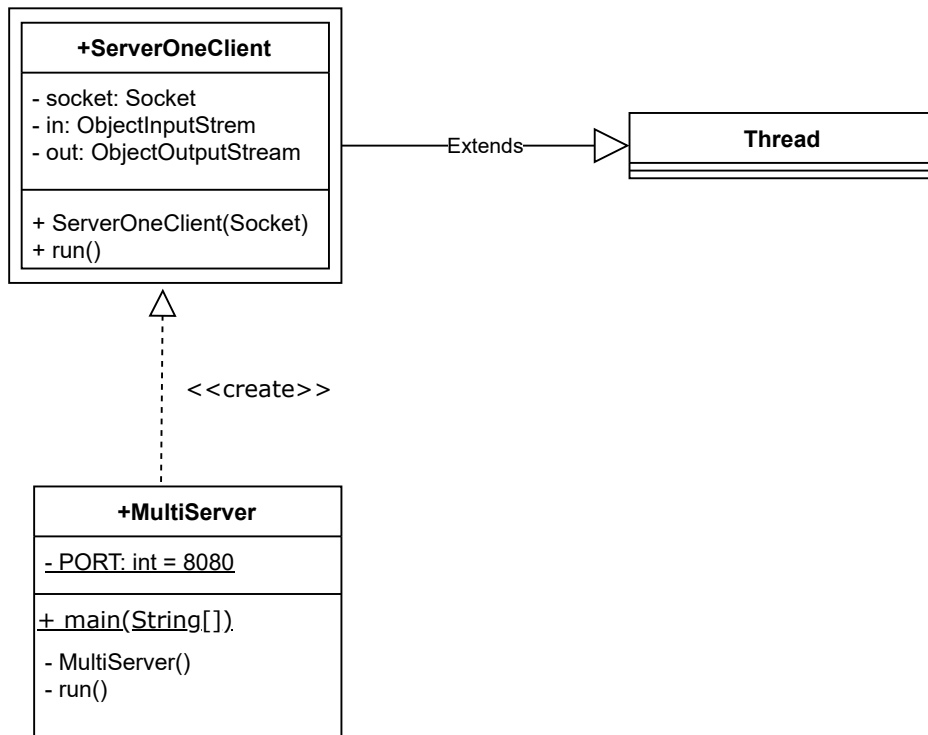 +ServerOneClient
- socket: Socket
- in: ObjectInputStrem
- out: ObjectOutputStream
+ ServerOneClient(Socket)
+ run()
Extends
Thread
<<create>>
+MultiServer
- PORT: int = 8080
+ main(String[])
- MultiServer()
- run()